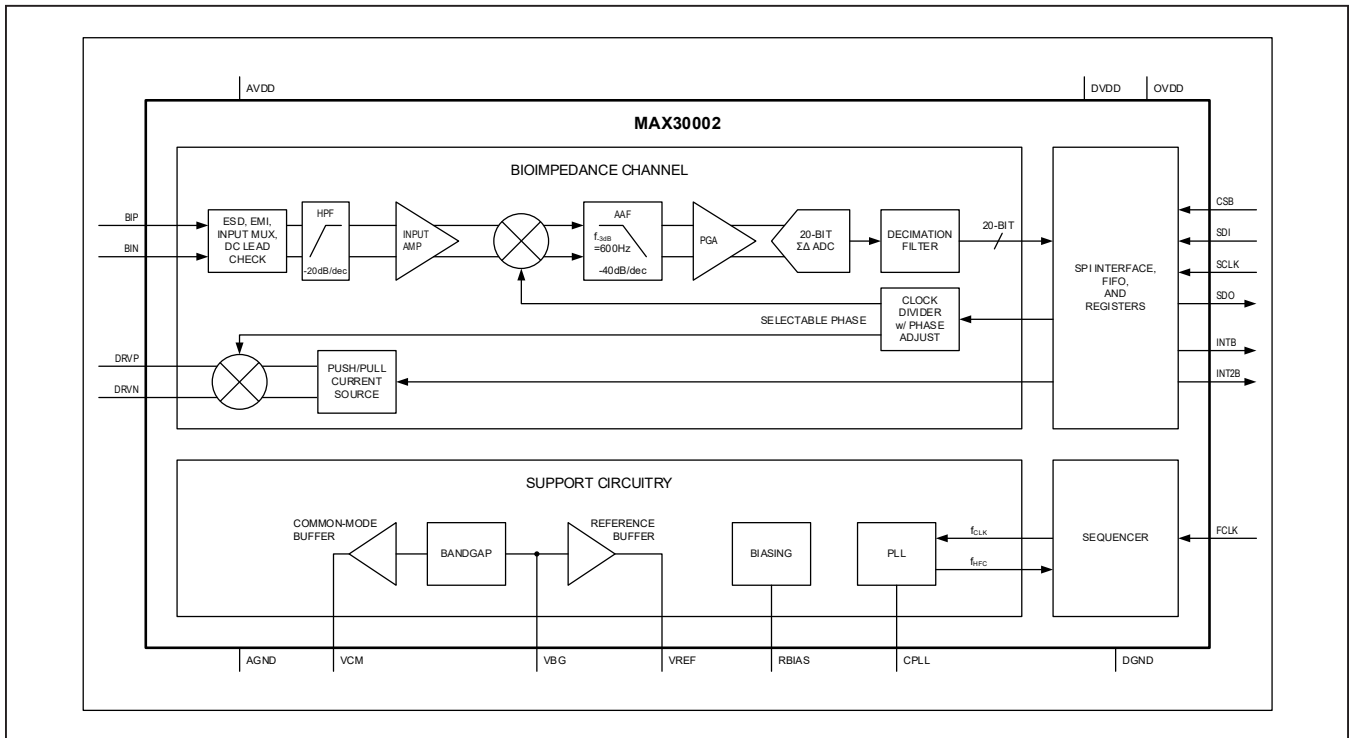 AVDD
DVDD
OVDD
MAX30002
BIOIMPEDANCE CHANNEL
BIP
BIN
ESD, EMI,
INPUT MUX,
DC LEAD
CHECK
HPF
-20dB/dec
INPUT
AMP
AAF
f-3dB
=600Hz
-40dB/dec
PGA
20-BIT
ΣΔ ADC
DECIMATION
FILTER
20-BIT
SPI INTERFACE,
FIFO,
AND
REGISTERS
CSB
SDI
SCLK
SDO
INTB
INT2B
SELECTABLE PHASE
CLOCK
DIVIDER
w/ PHASE
ADJUST
DRVP
DRVN
PUSH/PULL
CURRENT
SOURCE
SUPPORT CIRCUITRY
COMMON-MODE
BUFFER
BANDGAP
REFERENCE
BUFFER
BIASING
PLL
fCLK
fHFC
SEQUENCER
FCLK
AGND
VCM
VBG
VREF
RBIAS
CPLL
DGND